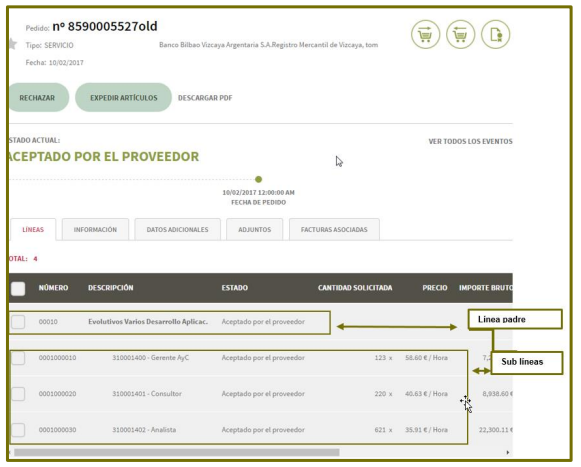 Pedido: nº 8590005527old
Tipo: SERVICIO Banco Bilbao Vizcaya Argentaria S.A.Registro Mercantil de Vizcaya, tom
Fecha: 10/02/2017
RECHAZAR EXPEDIR ARTÍCULOS DESCARGAR PDF
STADO ACTUAL: VER TODOS LOS EVENTOS
ACEPTADO POR EL PROVEEDOR
10/02/2017 12:00:00 AM
FECHA DE PEDIDO
LÍNEAS INFORMACIÓN DATOS ADICIONALES ADJUNTOS FACTURAS ASOCIADAS
OTAL: 4
NÚMERO DESCRIPCIÓN ESTADO CANTIDAD SOLICITADA PRECIO IMPORTE BRUTO
00010 Evolutivos Varios Desarrollo Aplicac. Aceptado por el proveedor
Linea padre
0001000010 310001400 - Gerente AyC Aceptado por el proveedor 123 x 58.60 € / Hora
Sub lineas
0001000020 310001401 - Consultor Aceptado por el proveedor 220 x 40.63 € / Hora 8,938.60 €
0001000030 310001402 - Analista Aceptado por el proveedor 621 x 35.91 € / Hora 22,300.11 €